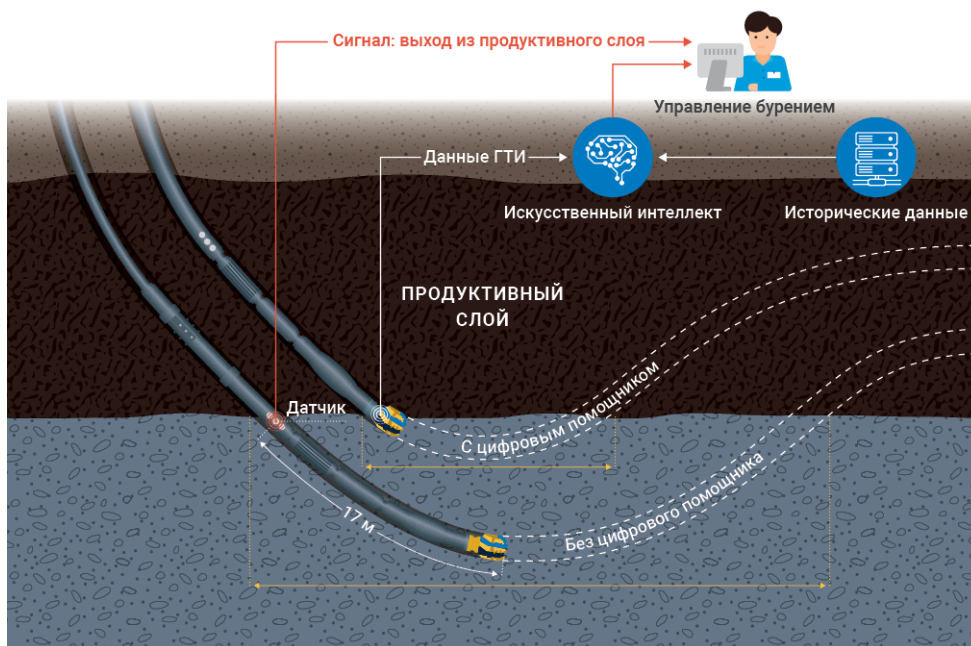 Сигнал: выход из продуктивного слоя
Управление бурением
Данные ГТИ
Искусственный интеллект
Исторические данные
ПРОДУКТИВНЫЙ
СЛОЙ
Датчик
С цифровым помощником
Без цифрового помощника
17 м